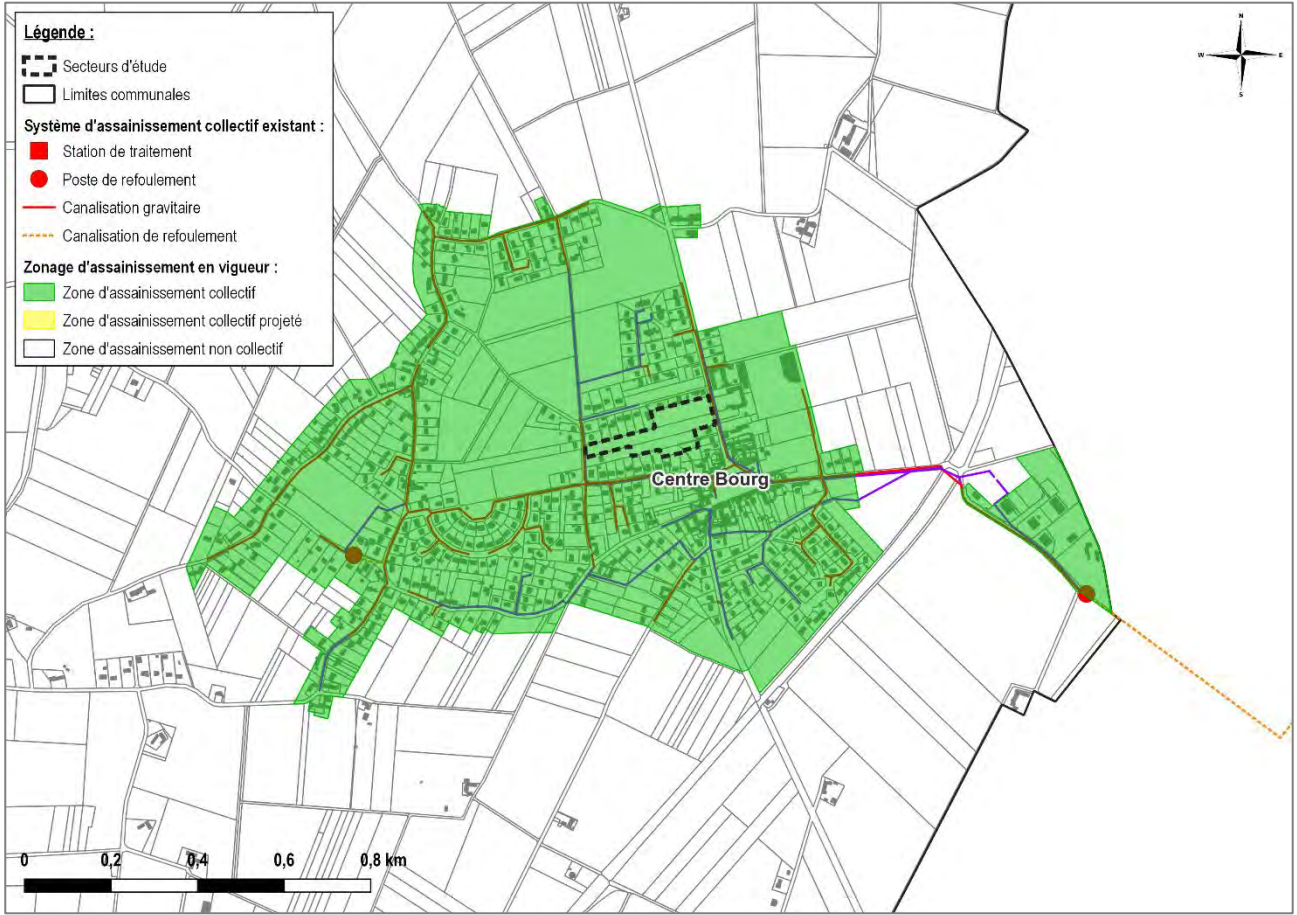 Légende :
Secteurs d'étude
Limites communales
Système d'assainissement collectif existant :
Station de traitement
Poste de refoulement
Canalisation gravitaire
Canalisation de refoulement
Zonage d'assainissement en vigueur :
Zone d'assainissement collectif
Zone d'assainissement collectif projeté
Zone d'assainissement non collectif
N
W E
S
Centre Bourg
0 0,2 0,4 0,6 0,8 km